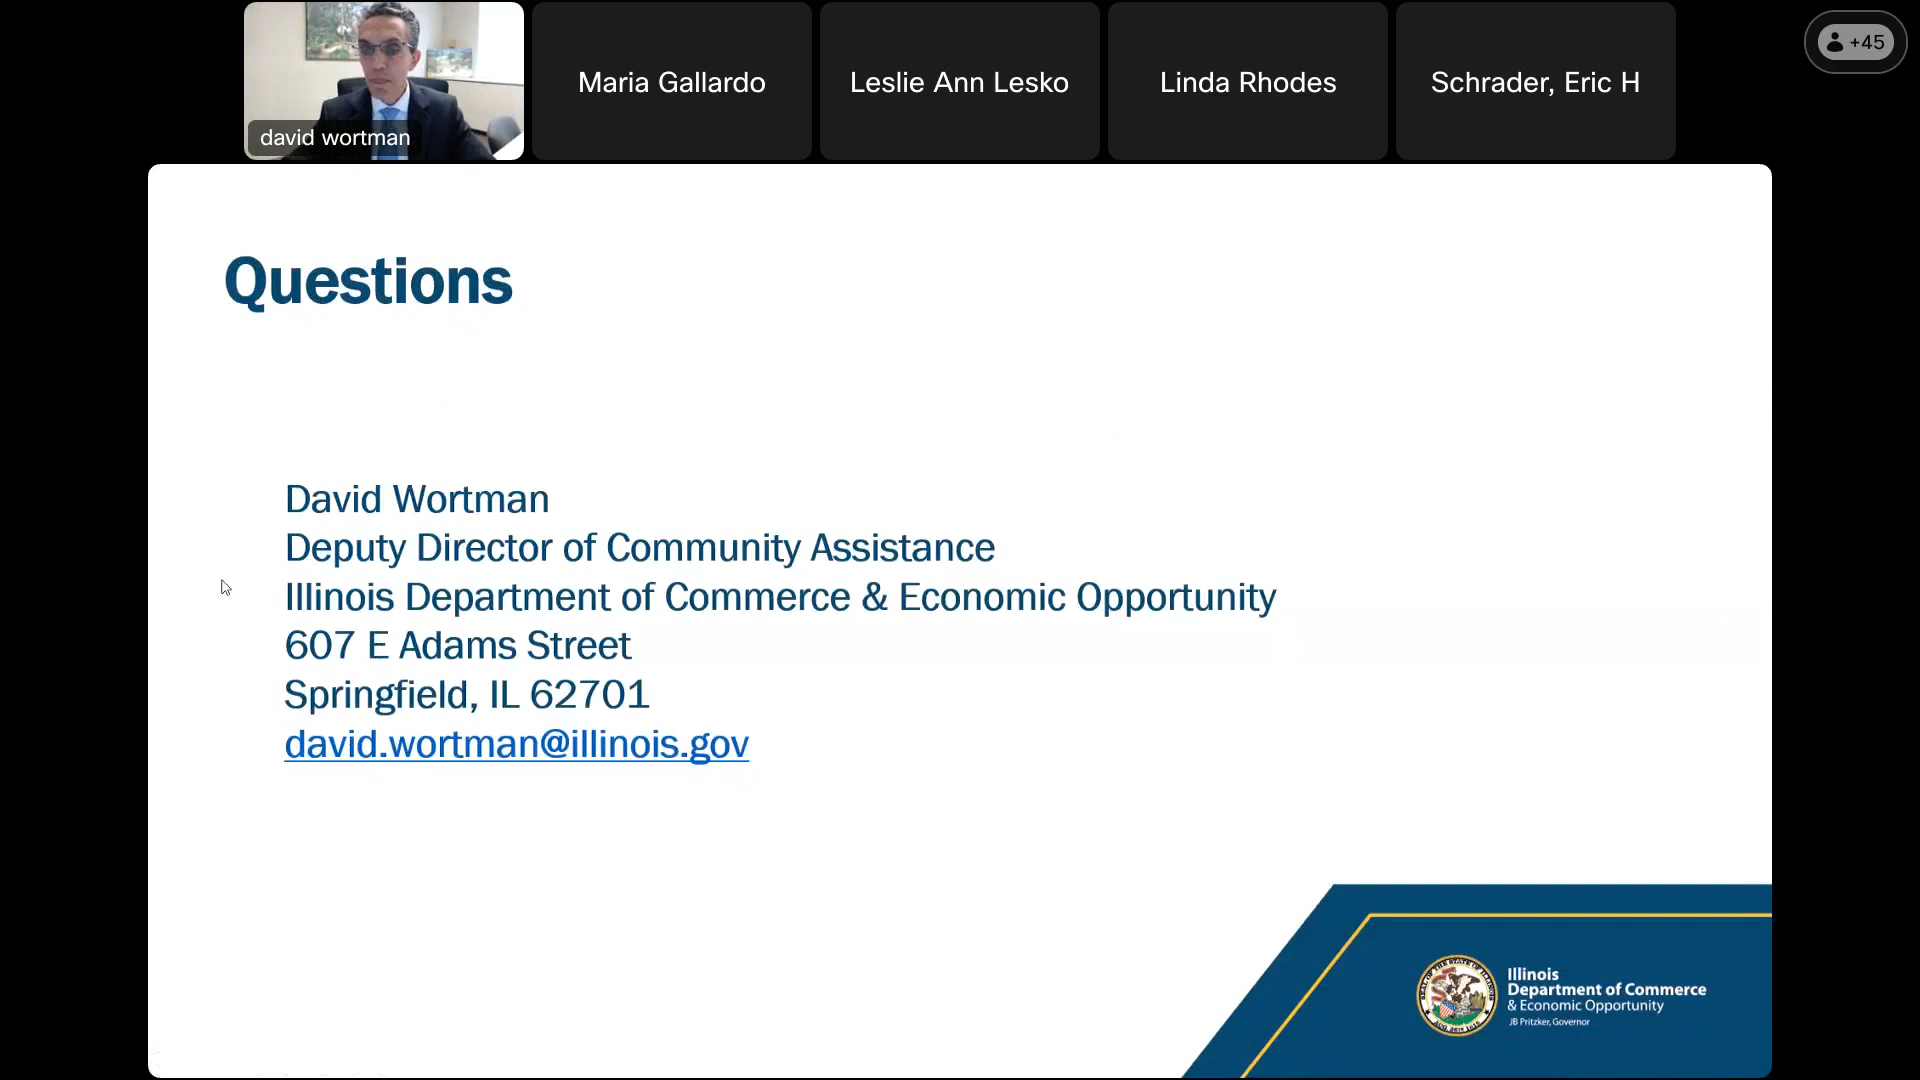 david wortman
Maria Gallardo
Leslie Ann Lesko
Linda Rhodes
Schrader, Eric H
+45
Questions
David Wortman
Deputy Director of Community Assistance
Illinois Department of Commerce & Economic Opportunity
607 E Adams Street
Springfield, IL 62701
david.wortman@illinois.gov
Illinois
Department of Commerce
& Economic Opportunity
JB Pritzker, Governor